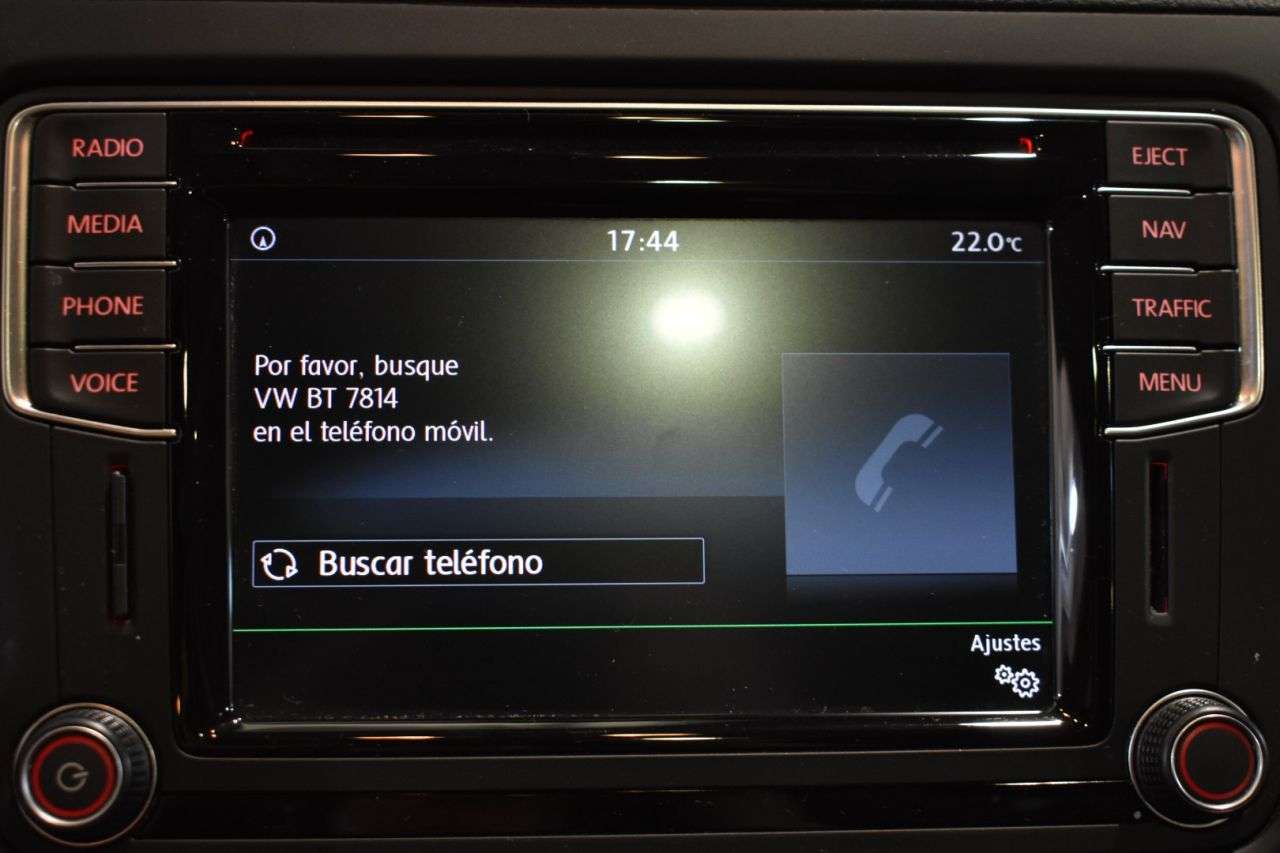 RADIO
MEDIA
PHONE
VOICE
17:44
22.0°C
Por favor, busque
VW BT 7814
en el teléfono móvil.
Buscar teléfono
Ajustes
EJECT
NAV
TRAFFIC
MENU